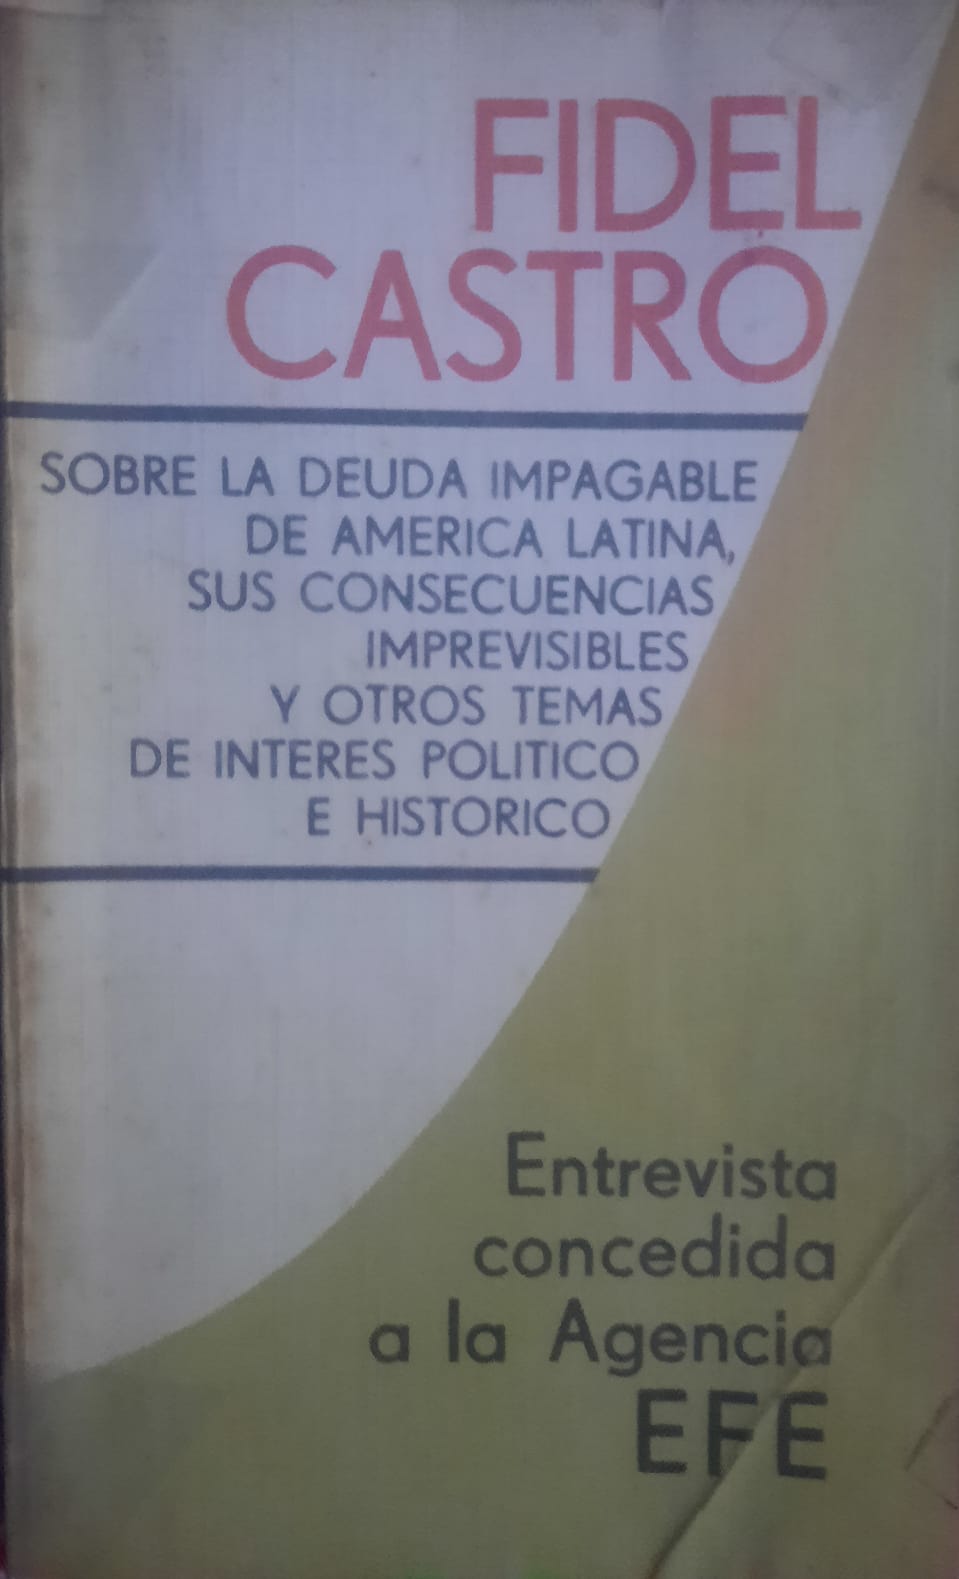 FIDEL
CASTRO
SOBRE LA DEUDA IMPAGABLE
DE AMERICA LATINA,
SUS CONSECUENCIAS
IMPREVISIBLES
Y OTROS TEMAS
DE INTERES POLITICO
E HISTORICO
Entrevista
concedida
a la Agencia
EFE